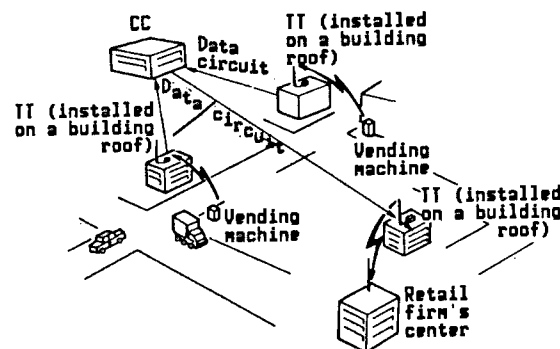 CC
Data
circuit
TT (installed
on a building
roof)
TT (installed
on a building
roof)
Data
circuit
Vending
machine
Vending
machine
TT (installed
on a building
roof)
Retail
firm's
center